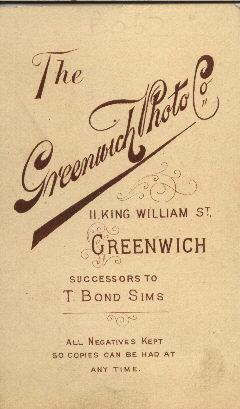 The
Greenwich Photo Co
11, KING WILLIAM ST,
GREENWICH
SUCCESSORS TO
T. BOND SIMS
ALL NEGATIVES KEPT
SO COPIES CAN BE HAD AT
ANY TIME.